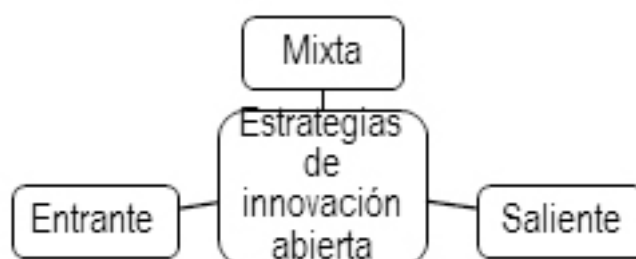 Mixta
Estrategias
de
innovación
abierta
Entrante
Saliente